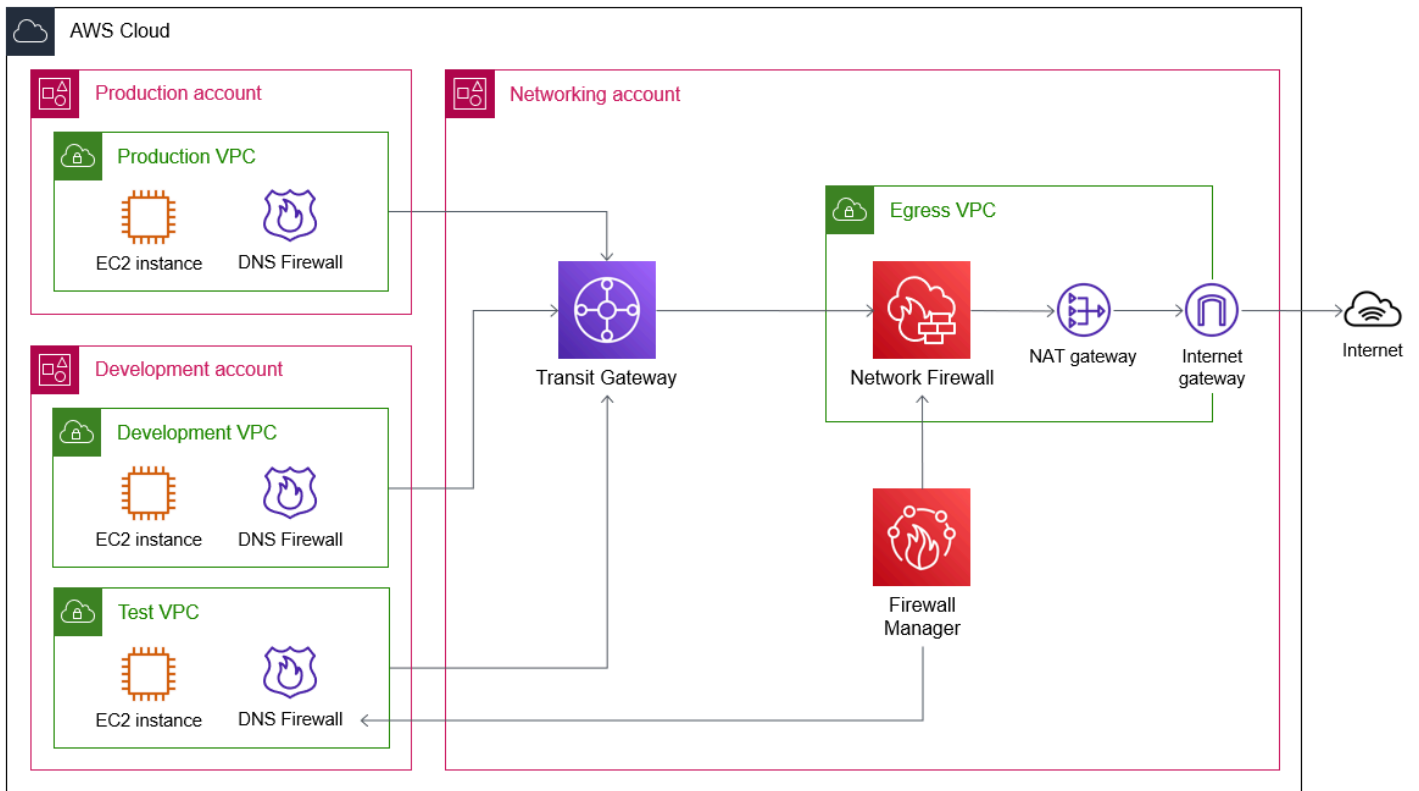 AWS Cloud
Production account
Production VPC
EC2 instance
DNS Firewall
Development account
Development VPC
EC2 instance
DNS Firewall
Test VPC
EC2 instance
DNS Firewall
Networking account
Transit Gateway
Egress VPC
Network Firewall
NAT gateway
Internet
gateway
Firewall
Manager
Internet